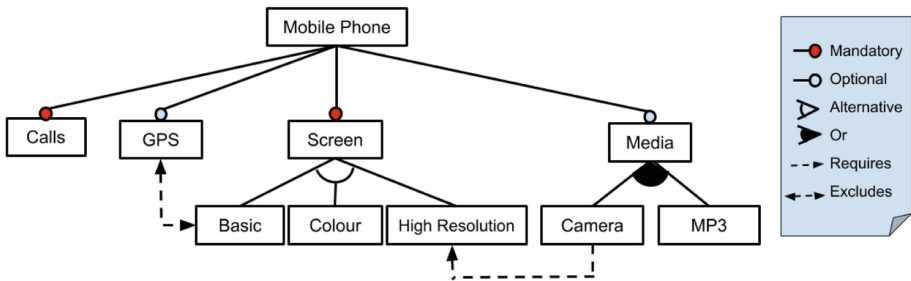 Mobile Phone
Calls
GPS
Screen
Media
Basic
Colour
High Resolution
Camera
MP3
Mandatory
Optional
Alternative
Or
Requires
Excludes